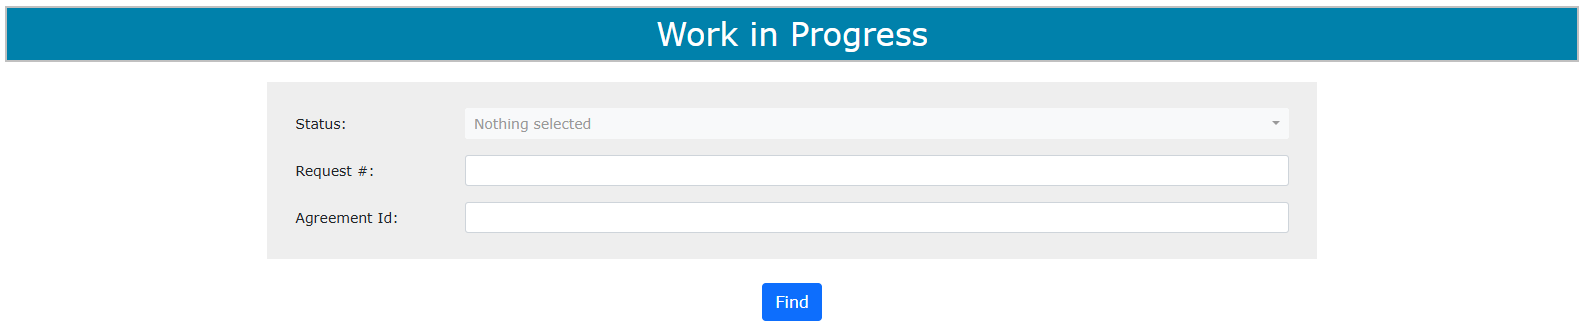 Work in Progress
Status: Nothing selected
Request #:
Agreement Id:
Find